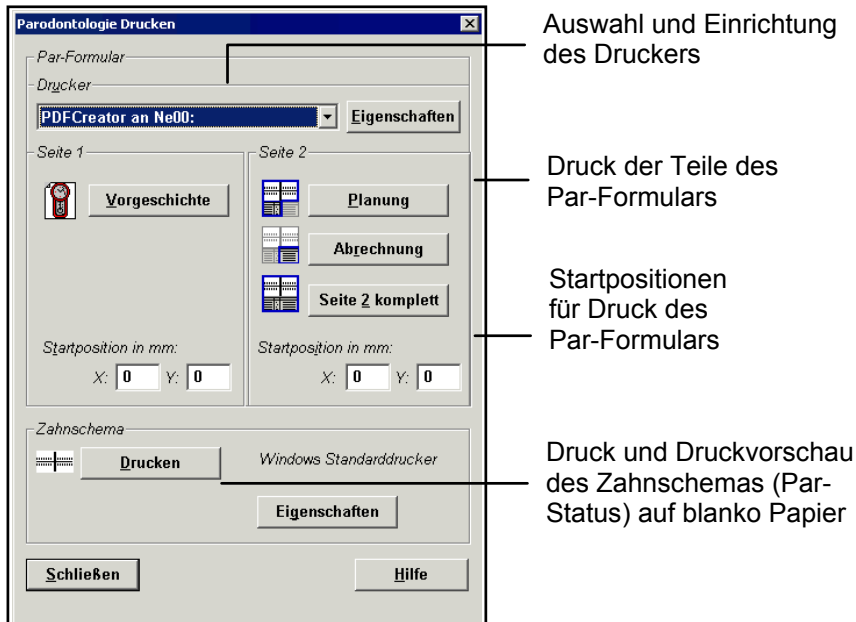 Parodontologie Drucken
Auswahl und Einrichtung
des Druckers
Par-Formular
Drucker
PDFCreator an Ne00:
Eigenschaften
Seite 1
Seite 2
Vorgeschichte
Planung
Abrechnung
Seite 2 komplett
Druck der Teile des
Par-Formulars
Startpositionen
für Druck des
Par-Formulars
Startposition in mm:
X: 0 Y: 0
Startposition in mm:
X: 0 Y: 0
Zahnschema
Drucken
Windows Standarddrucker
Eigenschaften
Druck und Druckvorschau
des Zahnschemas (Par-
Status) auf blanko Papier
Schließen
Hilfe